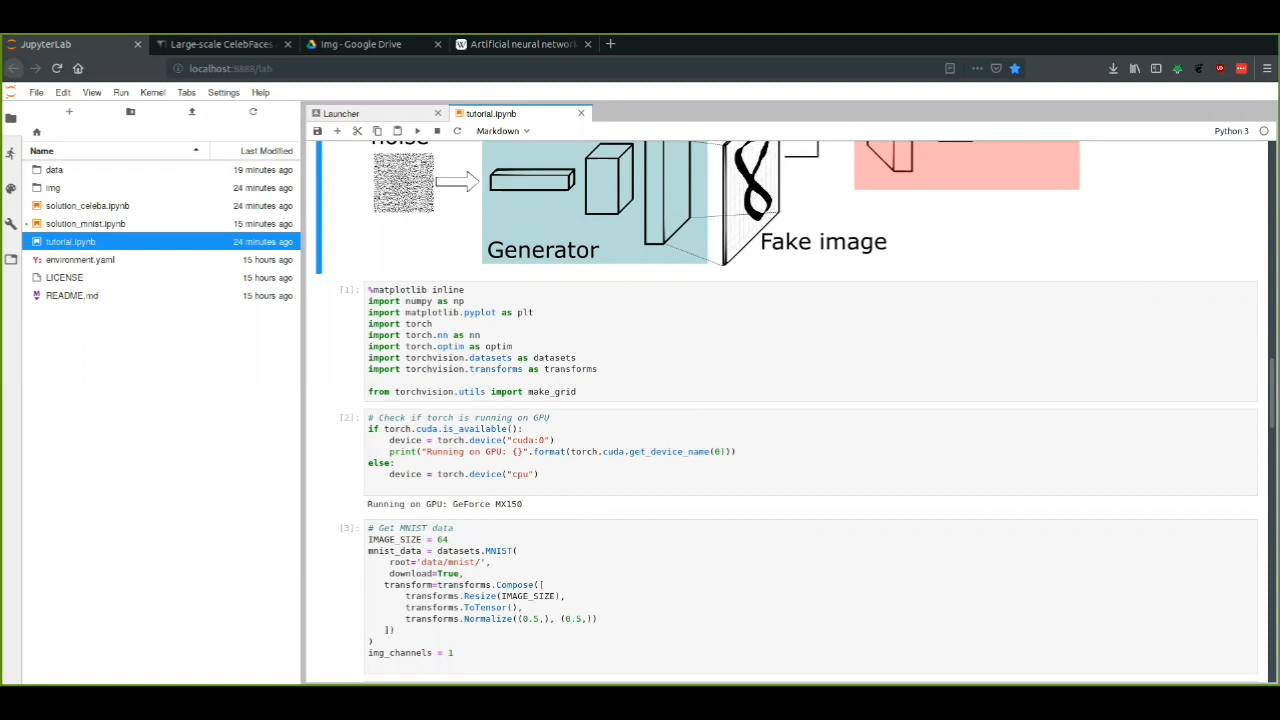 JupyterLab
Large-scale CelebFaces
Img - Google Drive
Artificial neural network
localhost:8888/lab
File Edit View Run Kernel Tabs Settings Help
Launcher
tutorial.ipynb
Markdown
Python 3
Name Last Modified
data 19 minutes ago
img 24 minutes ago
solution_celeba.ipynb 24 minutes ago
solution_mnist.ipynb 15 minutes ago
tutorial.ipynb 24 minutes ago
environment.yaml 15 hours ago
LICENSE 15 hours ago
README.md 15 hours ago
noise
Generator
Fake image
[1]:
%matplotlib inline
import numpy as np
import matplotlib.pyplot as plt
import torch
import torch.nn as nn
import torch.optim as optim
import torchvision.datasets as datasets
import torchvision.transforms as transforms
from torchvision.utils import make_grid
[2]:
# Check if torch is running on GPU
if torch.cuda.is_available():
device = torch.device("cuda:0")
print("Running on GPU: {}".format(torch.cuda.get_device_name(0)))
else:
device = torch.device("cpu")
Running on GPU: GeForce MX150
[3]:
# Get MNIST data
IMAGE_SIZE = 64
mnist_data = datasets.MNIST(
root='data/mnist/',
download=True,
transform=transforms.Compose([
transforms.Resize(IMAGE_SIZE),
transforms.ToTensor(),
transforms.Normalize((0.5,), (0.5,))
])
)
img_channels = 1